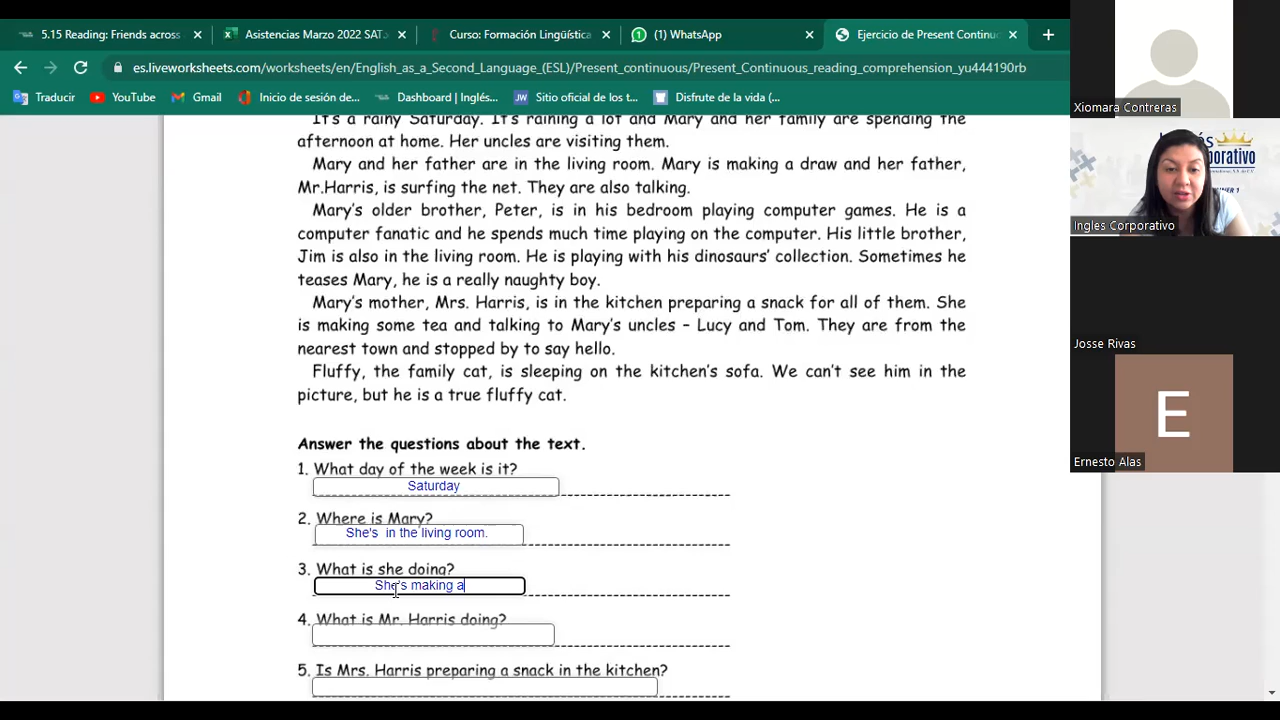 5.15 Reading: Friends across
Asistencias Marzo 2022 SAT
Curso: Formación Lingüística
(1) WhatsApp
Ejercicio de Present Continuo
es.liveworksheets.com/worksheets/en/English_as_a_Second_Language_(ESL)/Present_continuous/Present_Continuous_reading_comprehension_yu444190rb
Traducir
YouTube
Gmail
Inicio de sesión de...
Dashboard | Inglés...
Sitio oficial de los t...
Disfrute de la vida (...
It's a rainy Saturday. It's raining a lot and Mary and her family are spending the
afternoon at home. Her uncles are visiting them.
Mary and her father are in the living room. Mary is making a draw and her father,
Mr.Harris, is surfing the net. They are also talking.
Mary's older brother, Peter, is in his bedroom playing computer games. He is a
computer fanatic end he spends much time playing on the computer. His little brother,
Jim is also in the living room. He is playing with his dinosaurs' collection. Sometimes he
teases Mary, he is a really naughty boy.
Mary's mother, Mrs. Harris, is in the kitchen preparing a snack for all of them. She
is making some tea and talking to Mary's uncles – Lucy and Tom. They are from the
nearest town and stopped by to say hello.
Fluffy, the family cat, is sleeping on the kitchen's sofa. We can't see him in the
picture, but he is a true fluffy cat.
Answer the questions about the text.
1. What day of the week is it?
Saturday
2. Where is Mary?
She's in the living room.
3. What is she doing?
She's making a
4. What is Mr. Harris doing?
5. Is Mrs. Harris preparing a snack in the kitchen?
Xiomara Contreras
Ingles Corporativo
Josse Rivas
E
Ernesto Alas